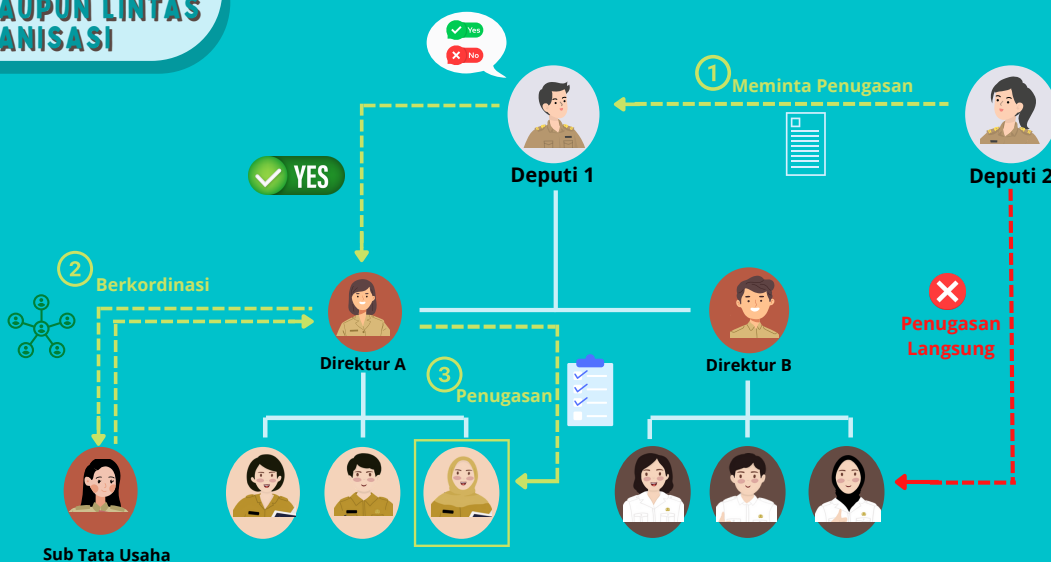 AUPUN LINTAS
ANISASI
Yes
No
1
Meminta Penugasan
Deputi 1
Deputi 2
YES
2
Berkordinasi
Direktur A
Direktur B
Penugasan
Langsung
3
Penugasan
Sub Tata Usaha